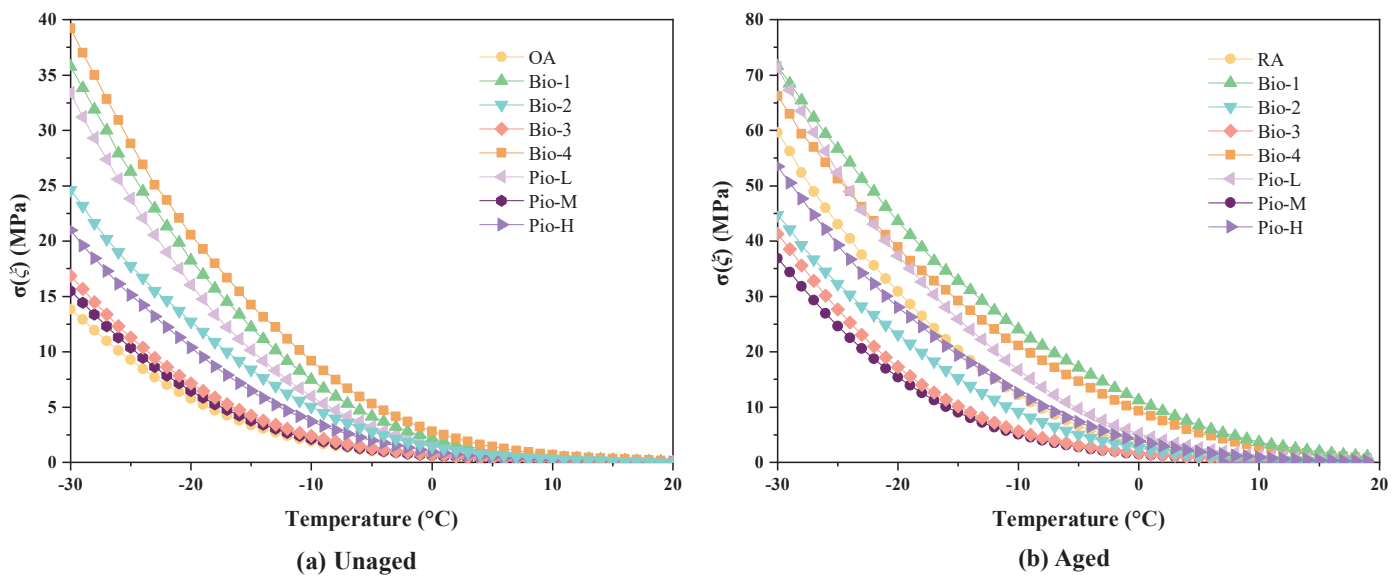 σ(ξ) (MPa)
40
35
30
25
20
15
10
5
0
-30
-20
-10
0
10
20
Temperature (°C)
OA
Bio-1
Bio-2
Bio-3
Bio-4
Pio-L
Pio-M
Pio-H
(a) Unaged
σ(ξ) (MPa)
80
70
60
50
40
30
20
10
0
-30
-20
-10
0
10
20
Temperature (°C)
RA
Bio-1
Bio-2
Bio-3
Bio-4
Pio-L
Pio-M
Pio-H
(b) Aged